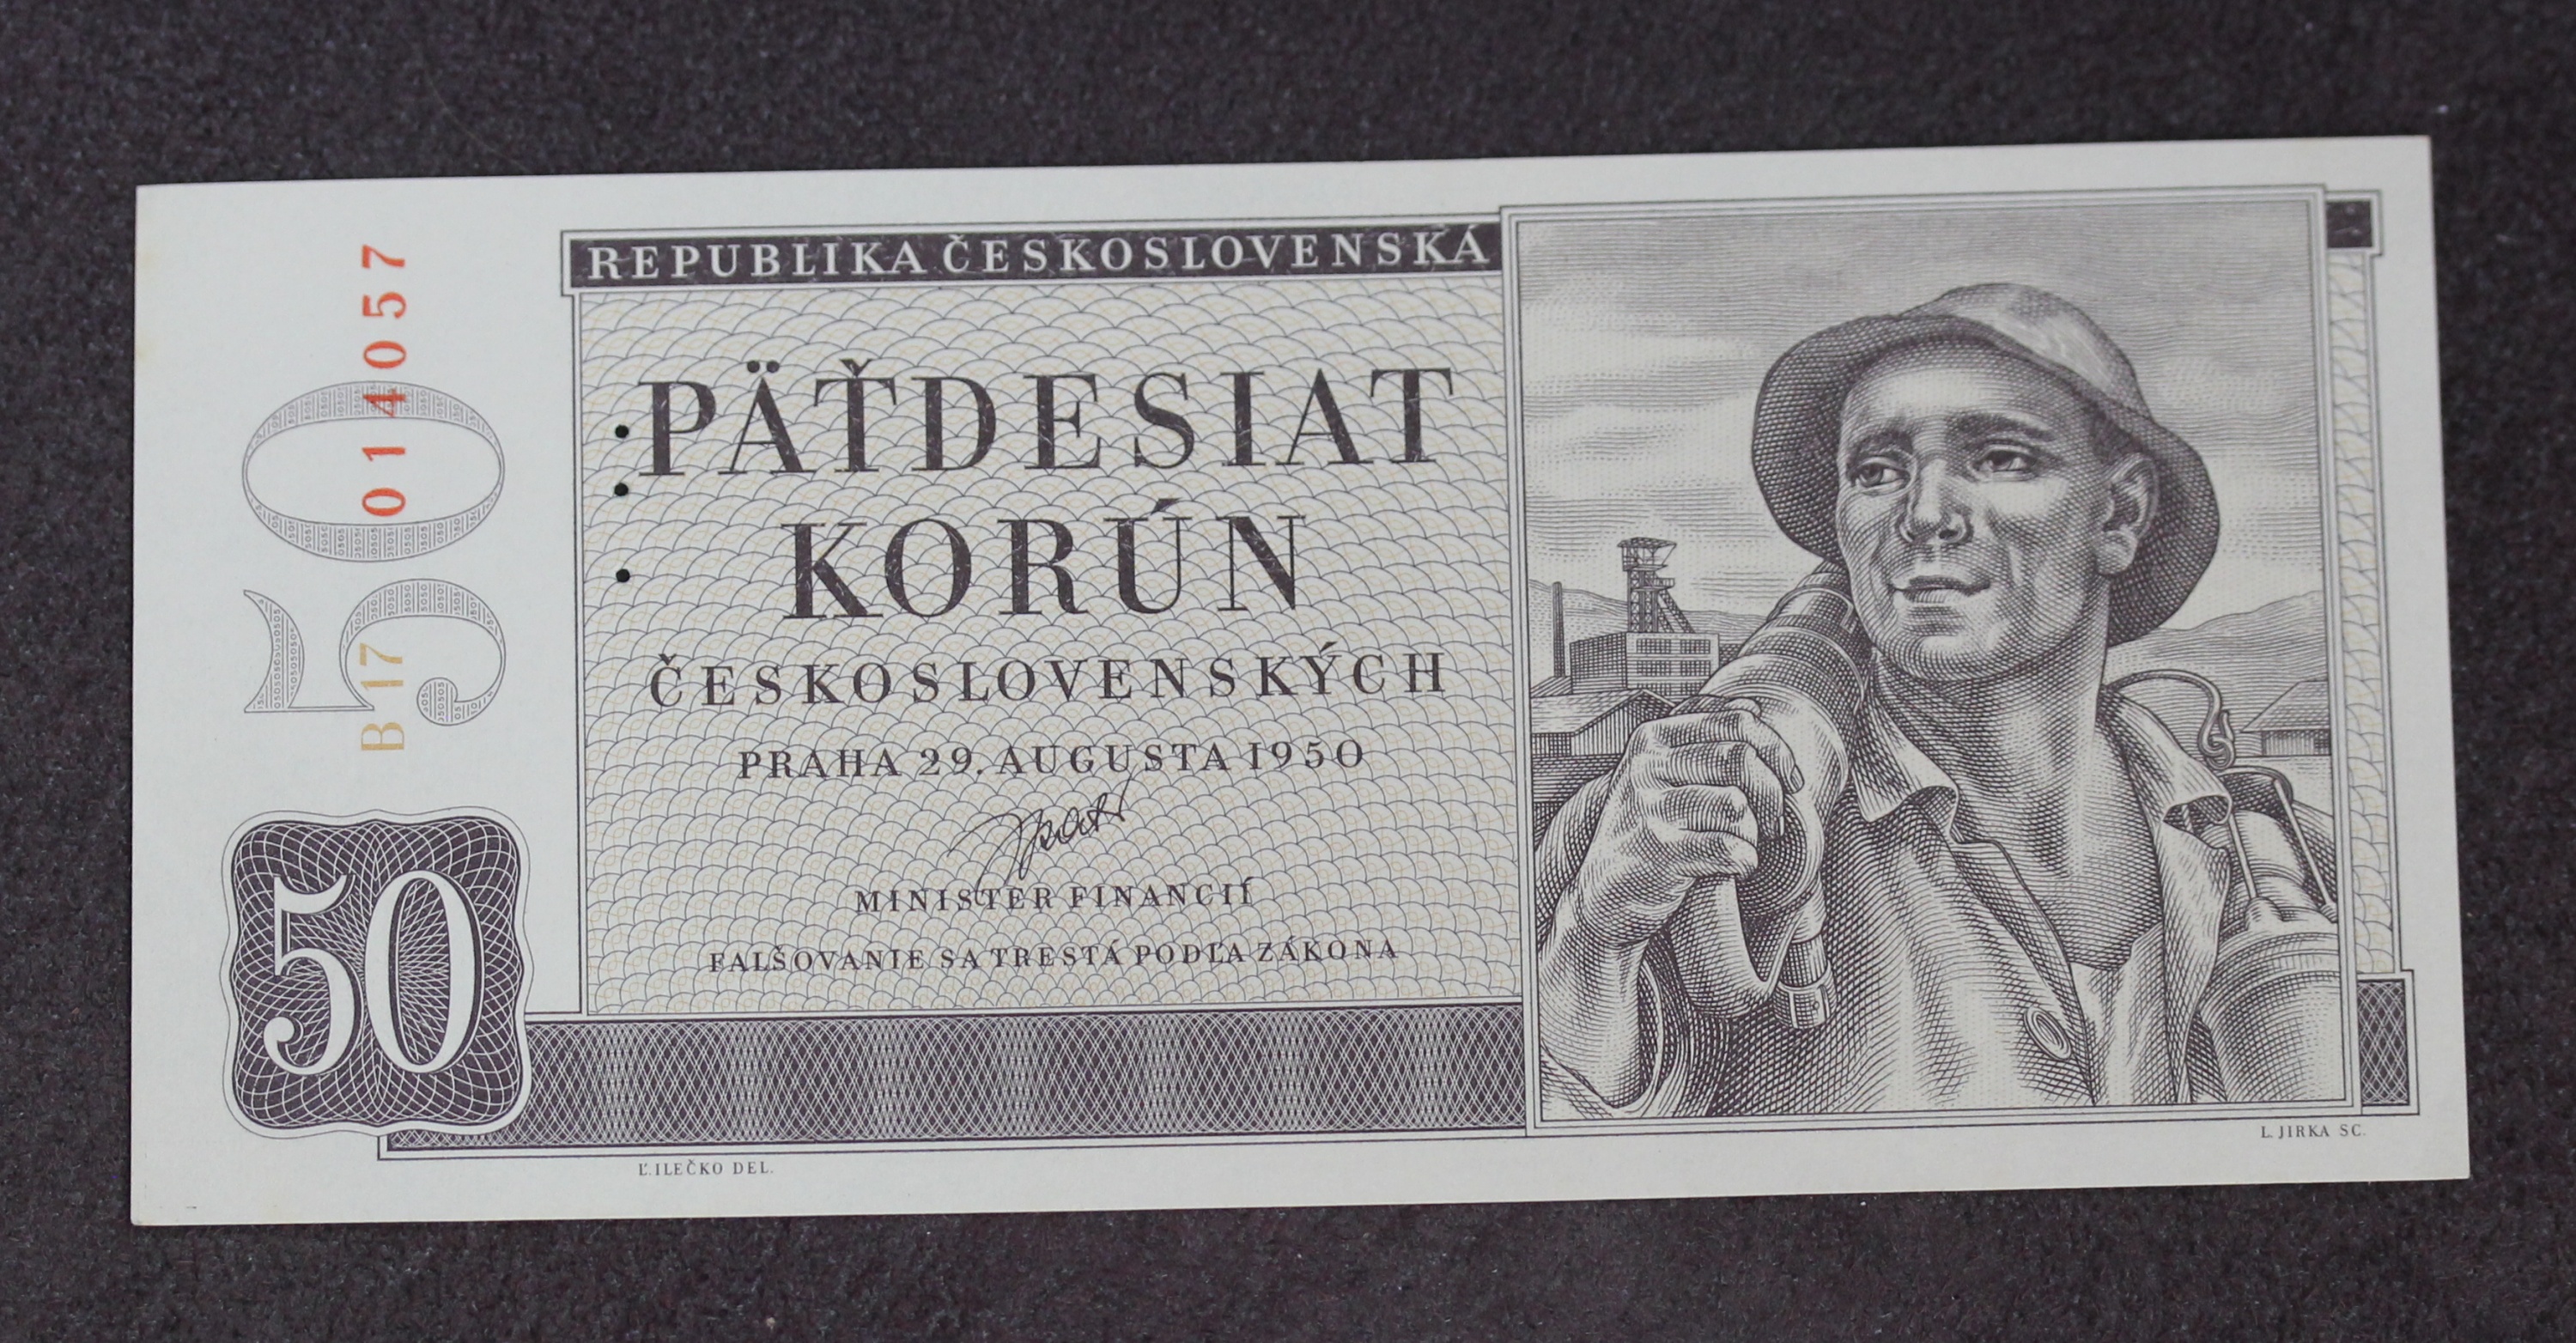 REPUBLIKA ČESKOSLOVENSKÁ
PÄŤDESIAT
KORÚN
ČESKOSLOVENSKÝCH
PRAHA 29. AUGUSTA 1950
MINISTER FINANCIÍ
FALŠOVANIE SA TRESTÁ PODĽA ZÁKONA
50
B 17 014057
50
Ľ. ILEČKO DEL.
L. JIRKA SC.